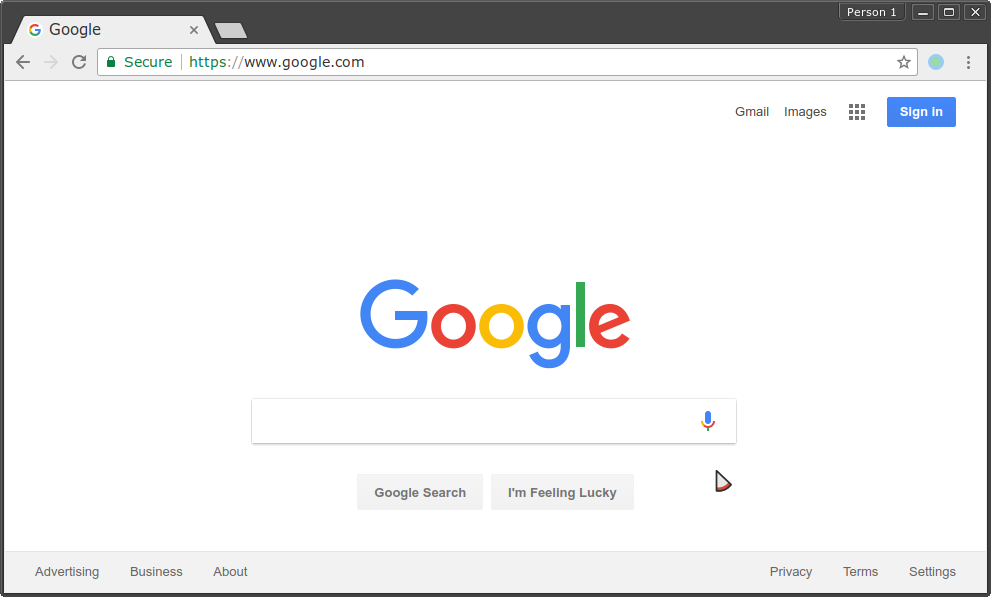 Person 1
Google
Secure https://www.google.com
Gmail Images Sign in
Google
Google Search I'm Feeling Lucky
Advertising Business About Privacy Terms Settings